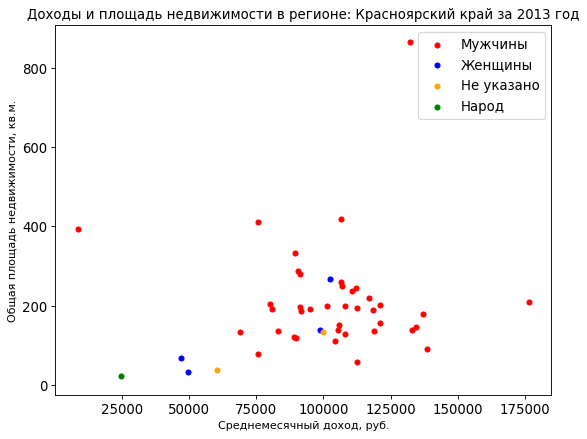 Доходы и площадь недвижимости в регионе: Красноярский край за 2013 год
Мужчины
Женщины
Не указано
Народ
Общая площадь недвижимости, кв.м.
800
600
400
200
0
25000 50000 75000 100000 125000 150000 175000
Среднемесячный доход, руб.